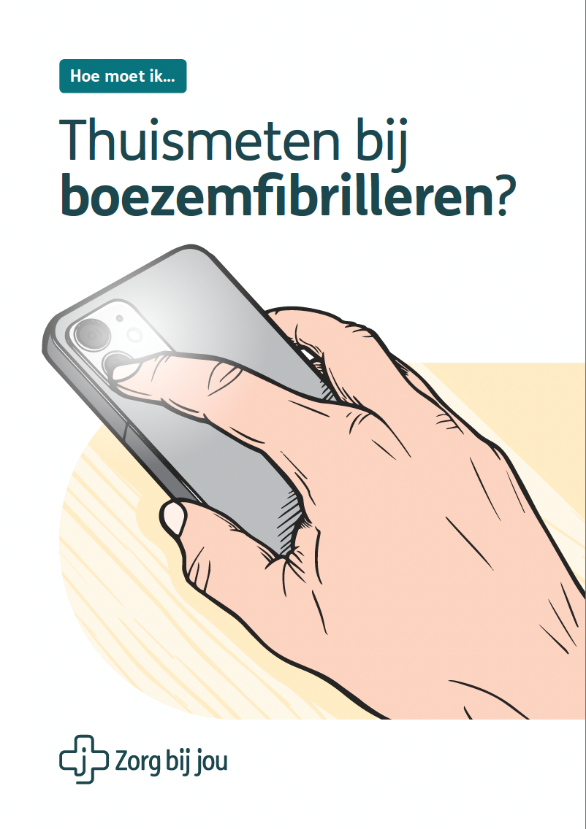 Hoe moet ik...
Thuismeten bij
boezemfibrilleren?
j
Zorg bij jou